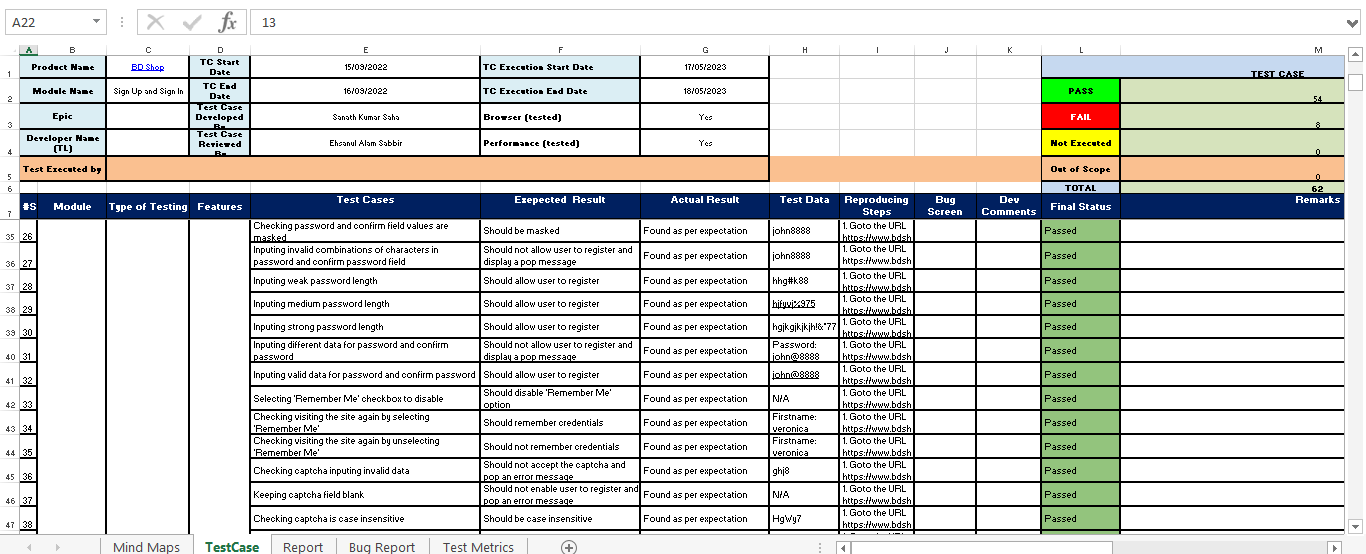 A22 fx 13
A B C D E F G H I J K L M
1 Product Name BD Shop TC Start Date 15/09/2022 TC Execution Start Date 17/05/2023 TEST CASE
2 Module Name Sign Up and Sign In TC End Date 16/09/2022 TC Execution End Date 18/05/2023 PASS 54
3 Epic Test Case Developed By Sanath Kumar Saha Browser (tested) Yes FAIL 8
4 Developer Name (TL) Test Case Reviewed By Ehsanul Alam Sabbir Performance (tested) Yes Not Executed 0
5 Test Executed by Out of Scope 0
6 TOTAL 62
7 #S Module Type of Testing Features Test Cases Exepected Result Actual Result Test Data Reproducing Steps Bug Screen Dev Comments Final Status Remarks
35 26 Checking password and confirm field values are masked Should be masked Found as per expectation john8888 1. Goto the URL https://www.bdsh Passed
36 27 Inputing invalid combinations of characters in password and confirm password field Should not allow user to register and display a pop message Found as per expectation john8888 1. Goto the URL https://www.bdsh Passed
37 28 Inputing weak password length Should allow user to register Found as per expectation hhg#k88 1. Goto the URL https://www.bdsh Passed
38 29 Inputing medium password length Should allow user to register Found as per expectation hjfyvj%975 1. Goto the URL https://www.bdsh Passed
39 30 Inputing strong password length Should allow user to register Found as per expectation hgjkgjkjkjh!&*77 1. Goto the URL https://www.bdsh Passed
40 31 Inputing different data for password and confirm password Should not allow user to register and display a pop message Found as per expectation Password: john@8888 1. Goto the URL https://www.bdsh Passed
41 32 Inputing valid data for password and confirm password Should allow user to register Found as per expectation john@8888 1. Goto the URL https://www.bdsh Passed
42 33 Selecting 'Remember Me' checkbox to disable Should disable 'Remember Me' option Found as per expectation N/A 1. Goto the URL https://www.bdsh Passed
43 34 Checking visiting the site again by selecting 'Remember Me' Should remember credentials Found as per expectation Firstname: veronica 1. Goto the URL https://www.bdsh Passed
44 35 Checking visiting the site again by unselecting 'Remember Me' Should not remember credentials Found as per expectation Firstname: veronica 1. Goto the URL https://www.bdsh Passed
45 36 Checking captcha inputing invalid data Should not accept the captcha and pop an error message Found as per expectation ghj8 1. Goto the URL https://www.bdsh Passed
46 37 Keeping captcha field blank Should not enable user to register and pop an error message Found as per expectation N/A 1. Goto the URL https://www.bdsh Passed
47 38 Checking captcha is case insensitive Should be case insensitive Found as per expectation HgVy7 1. Goto the URL https://www.bdsh Passed
Mind Maps TestCase Report Bug Report Test Metrics